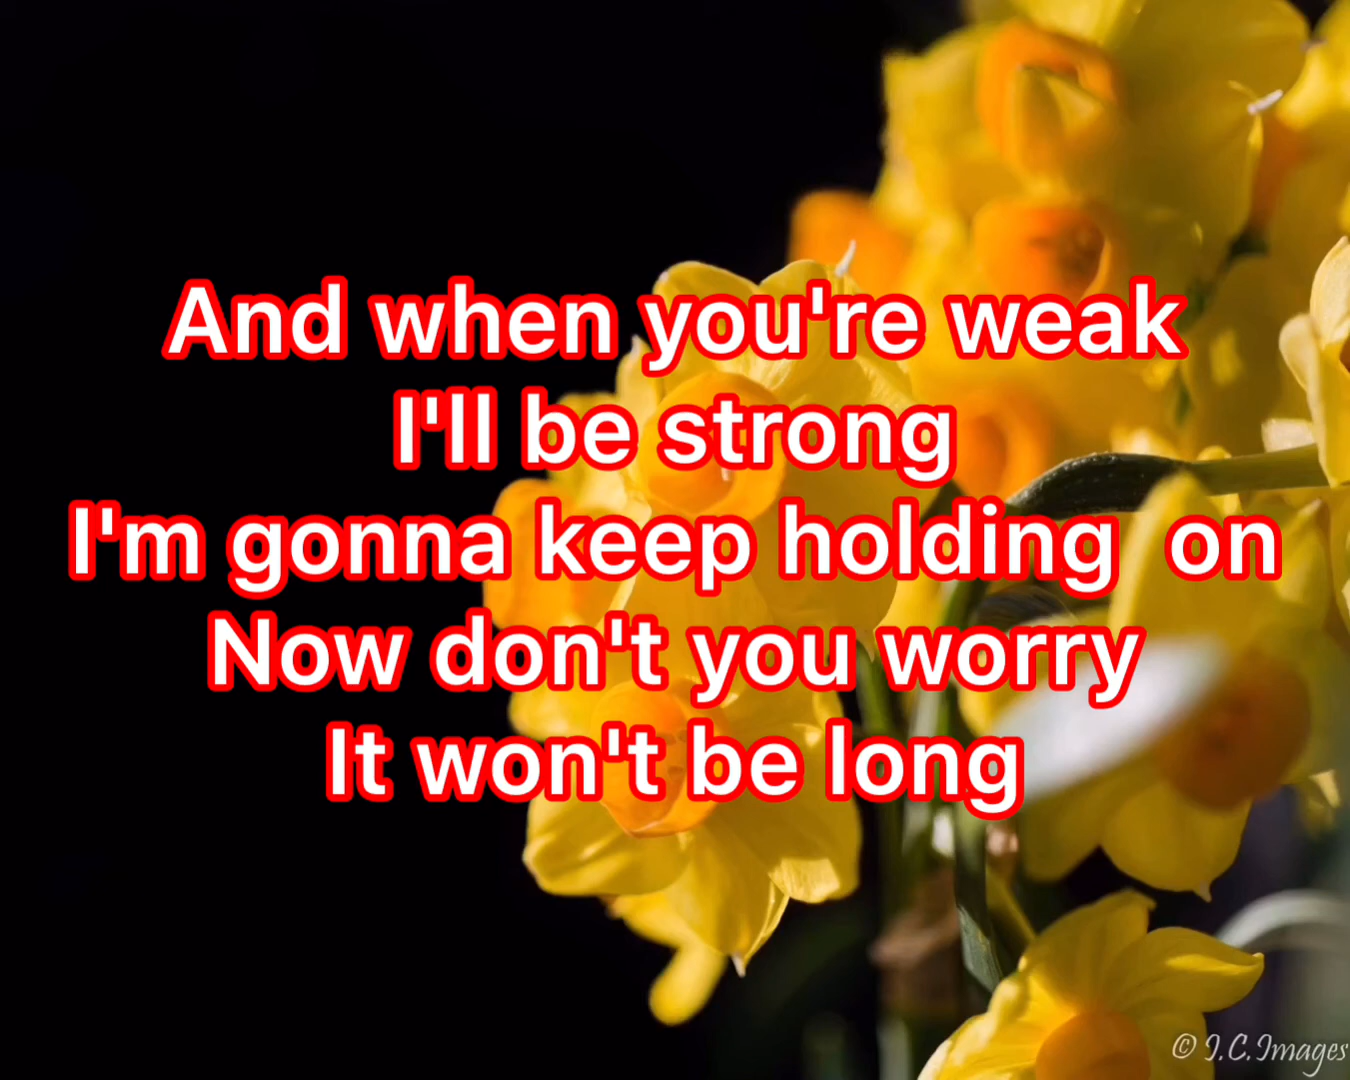 And when you're weak
I'll be strong
I'm gonna keep holding  on
Now don't you worry
It won't be long
© I.C.Images